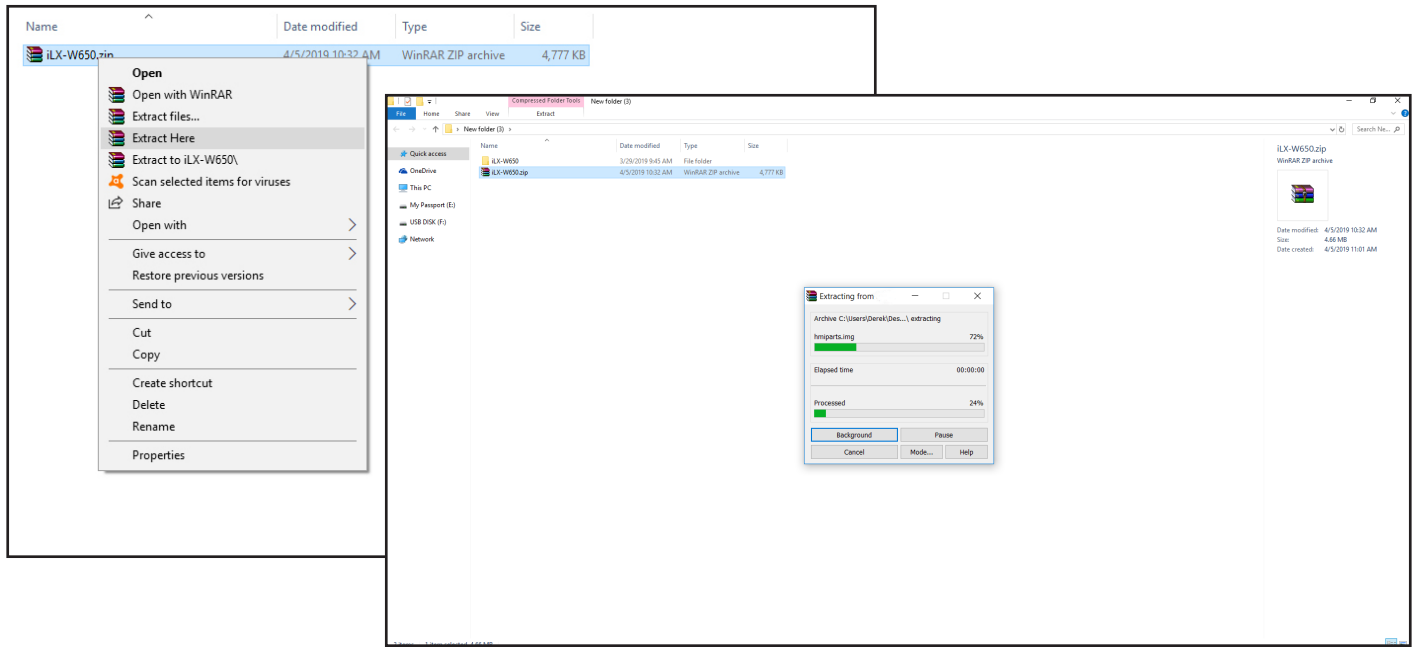 Name Date modified Type Size
iLX-W650.zip 4/5/2019 10:32 AM WinRAR ZIP archive 4,777 KB
Open
Open with WinRAR
Extract files...
Extract Here
Extract to iLX-W650\
Scan selected items for viruses
Share
Open with
Give access to
Restore previous versions
Send to
Cut
Copy
Create shortcut
Delete
Rename
Properties
Compressed Folder Tools New folder (3)
File Home Share View Extract
New folder (3)
Search Ne...
Quick access
OneDrive
This PC
My Passport (E:)
USB DISK (F:)
Network
Name Date modified Type Size
iLX-W650 3/29/2019 9:45 AM File folder
iLX-W650.zip 4/5/2019 10:32 AM WinRAR ZIP archive 4,777 KB
iLX-W650.zip
WinRAR ZIP archive
Date modified: 4/5/2019 10:32 AM
Size: 4.66 MB
Date created: 4/5/2019 11:01 AM
Extracting from
Archive C:\Users\Derek\Des...\ extracting
hmiparts.img 72%
Elapsed time 00:00:00
Processed 24%
Background Pause
Cancel Mode... Help